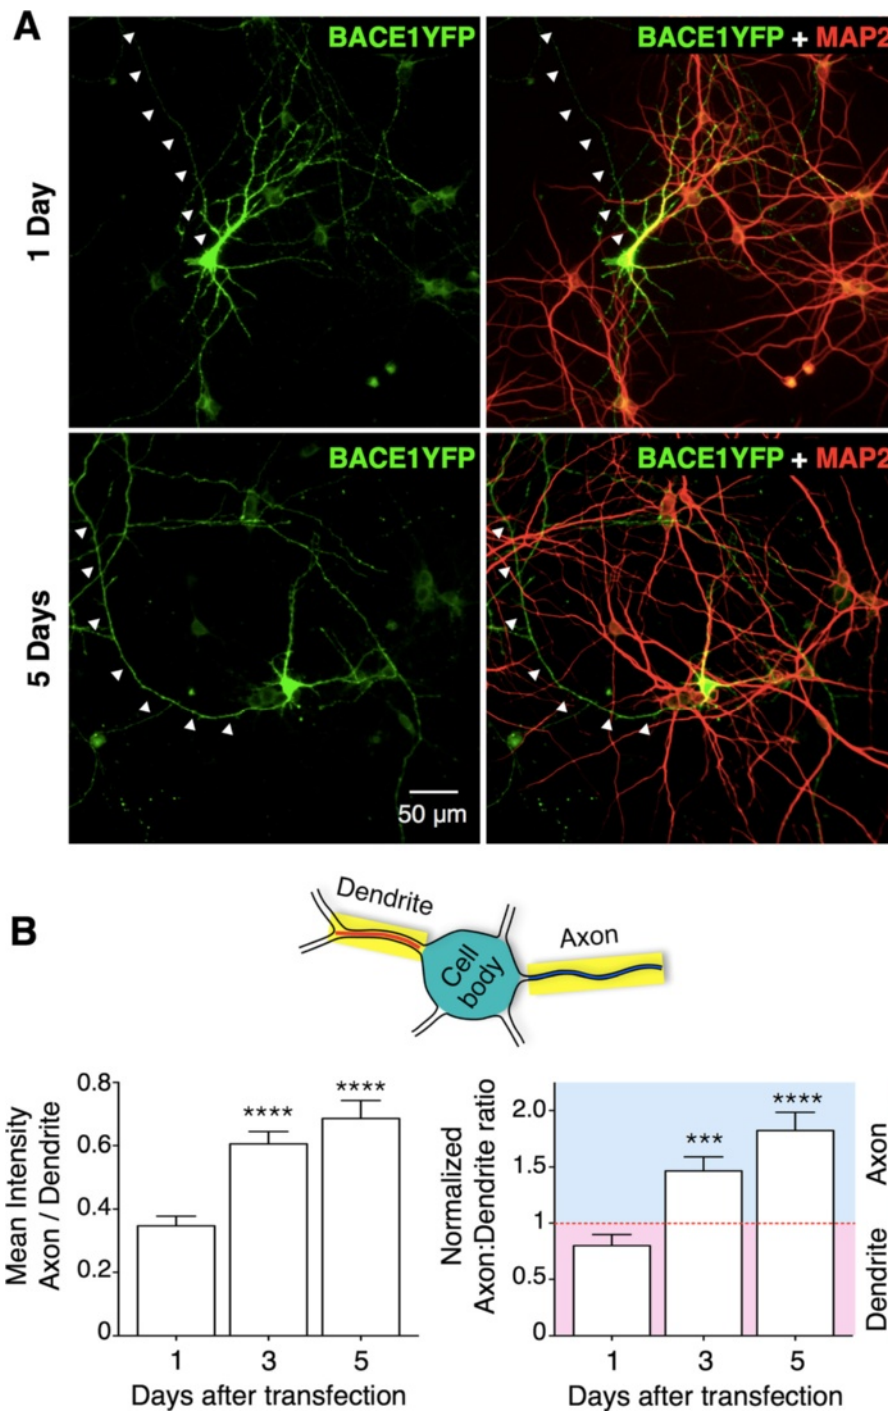 A
BACE1YFP
BACE1YFP + MAP2
1 Day
BACE1YFP
BACE1YFP + MAP2
5 Days
50 µm
B
Dendrite
Cell
body
Axon
Mean Intensity
Axon / Dendrite
0.8
0.6
0.4
0.2
0
****
****
1 3 5
Days after transfection
Normalized
Axon:Dendrite ratio
2.0
1.5
1
0.5
0
***
****
Axon
Dendrite
1 3 5
Days after transfection